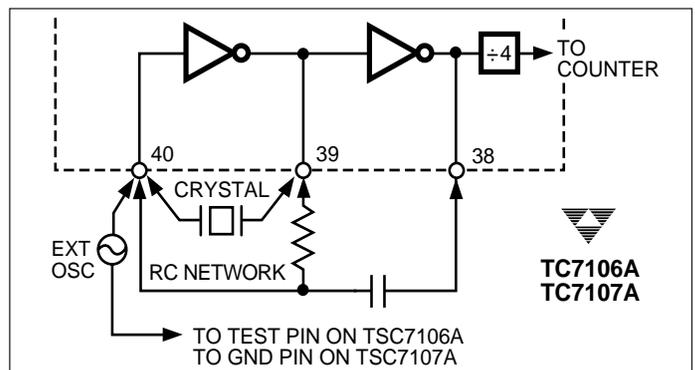 ÷4
TO
COUNTER
40
39
38
CRYSTAL
EXT
OSC
RC NETWORK
TC7106A
TC7107A
TO TEST PIN ON TSC7106A
TO GND PIN ON TSC7107A